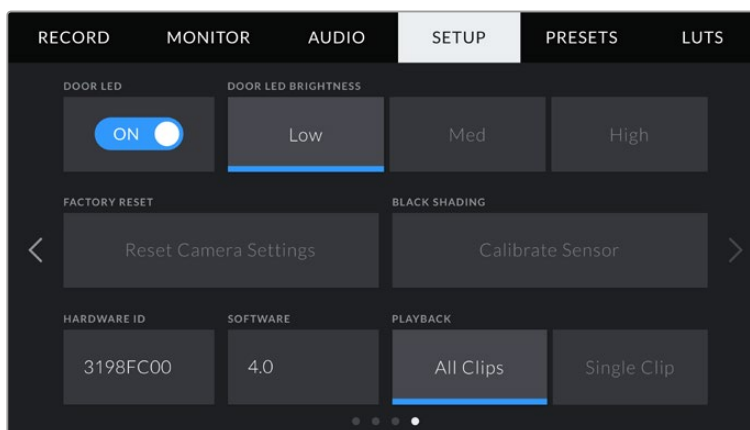 RECORD MONITOR AUDIO SETUP PRESETS LUTS
DOOR LED DOOR LED BRIGHTNESS
ON Low Med High
FACTORY RESET BLACK SHADING
Reset Camera Settings Calibrate Sensor
HARDWARE ID SOFTWARE PLAYBACK
3198FC00 4.0 All Clips Single Clip